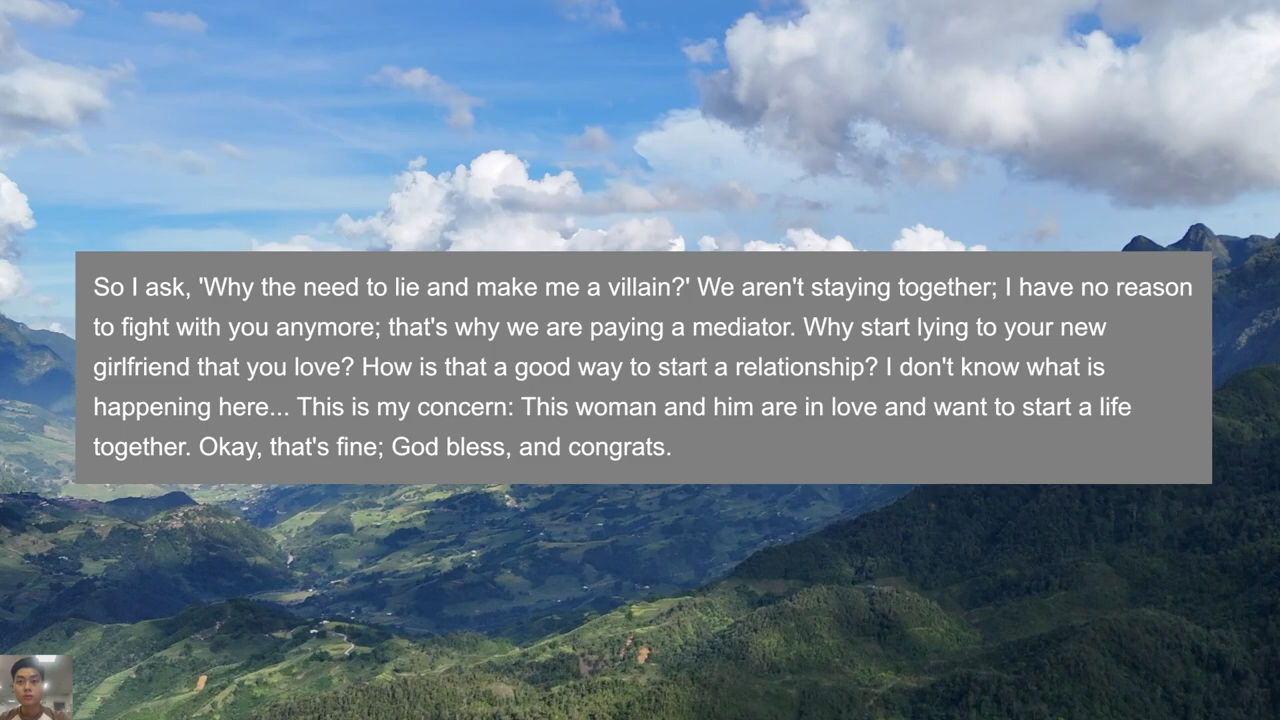 So I ask, 'Why the need to lie and make me a villain?' We aren't staying together; I have no reason
to fight with you anymore; that's why we are paying a mediator. Why start lying to your new
girlfriend that you love? How is that a good way to start a relationship? I don't know what is
happening here... This is my concern: This woman and him are in love and want to start a life
together. Okay, that's fine; God bless, and congrats.